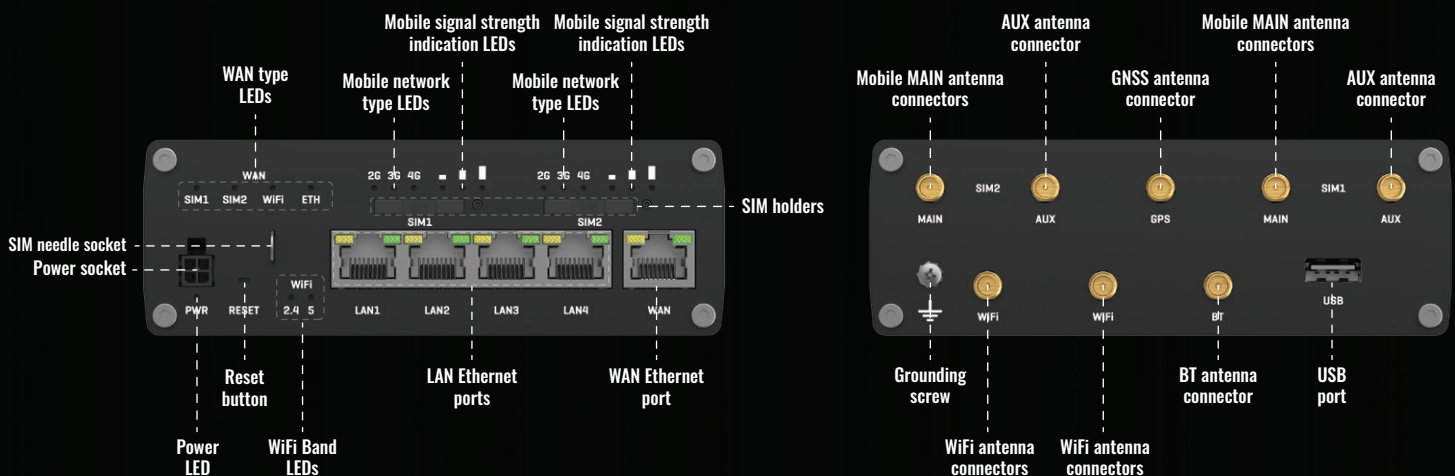 Mobile signal strength
indication LEDs
Mobile signal strength
indication LEDs
WAN type
LEDs
Mobile network
type LEDs
Mobile network
type LEDs
WAN
SIM1 SIM2 WiFi ETH
2G 3G 4G
2G 3G 4G
SIM holders
SIM1
SIM2
SIM needle socket
Power socket
WiFi
2.4 5
PWR
RESET
LAN1
LAN2
LAN3
LAN4
WAN
Reset
button
LAN Ethernet
ports
WAN Ethernet
port
Power
LED
WiFi Band
LEDs
AUX antenna
connector
Mobile MAIN antenna
connectors
Mobile MAIN antenna
connectors
GNSS antenna
connector
AUX antenna
connector
SIM2
SIM1
MAIN
AUX
GPS
MAIN
AUX
USB
WiFi
WiFi
BT
Grounding
screw
BT antenna
connector
USB
port
WiFi antenna
connectors
WiFi antenna
connectors